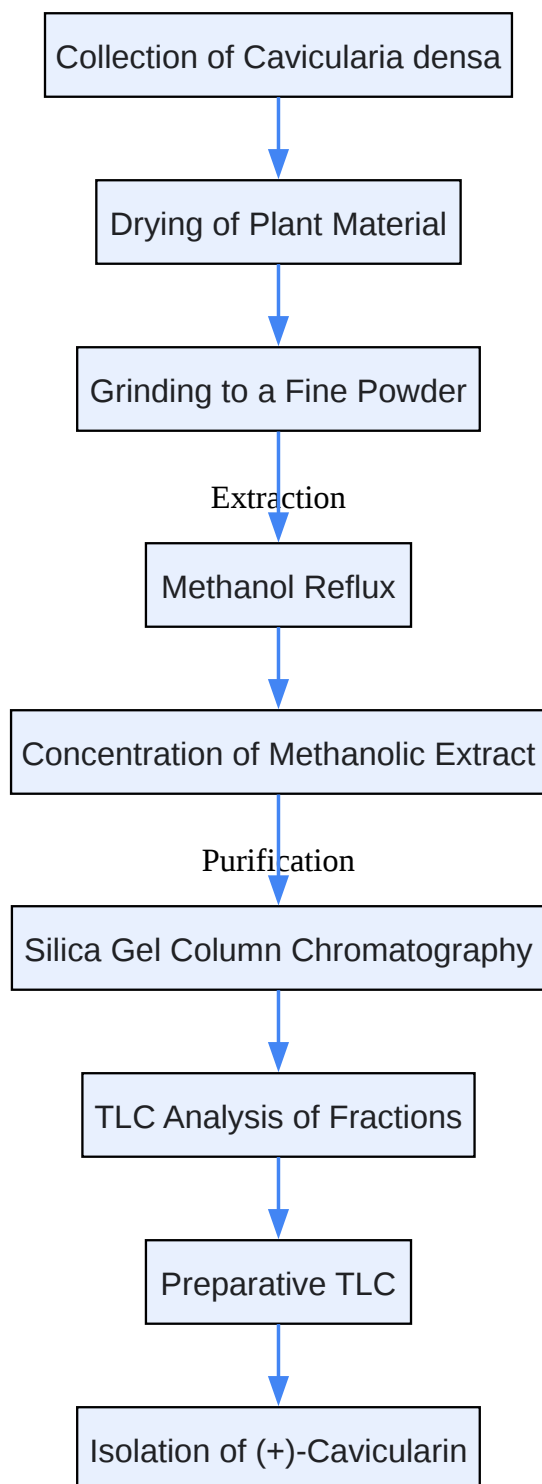 Collection of Cavicularia densa
Drying of Plant Material
Grinding to a Fine Powder
Extraction
Methanol Reflux
Concentration of Methanolic Extract
Purification
Silica Gel Column Chromatography
TLC Analysis of Fractions
Preparative TLC
Isolation of (+)-Cavicularin